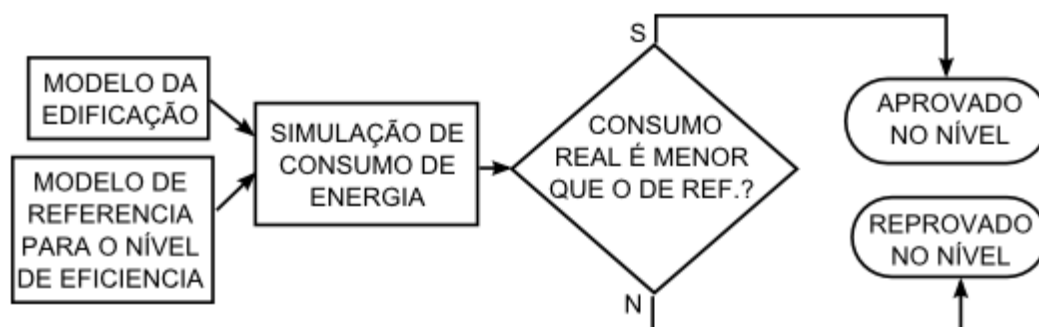 MODELO DA
EDIFICAÇÃO
MODELO DE
REFERENCIA
PARA O NÍVEL
DE EFICIENCIA
SIMULAÇÃO DE
CONSUMO DE
ENERGIA
CONSUMO
REAL É MENOR
QUE O DE REF.?
S
N
APROVADO
NO NÍVEL
REPROVADO
NO NÍVEL